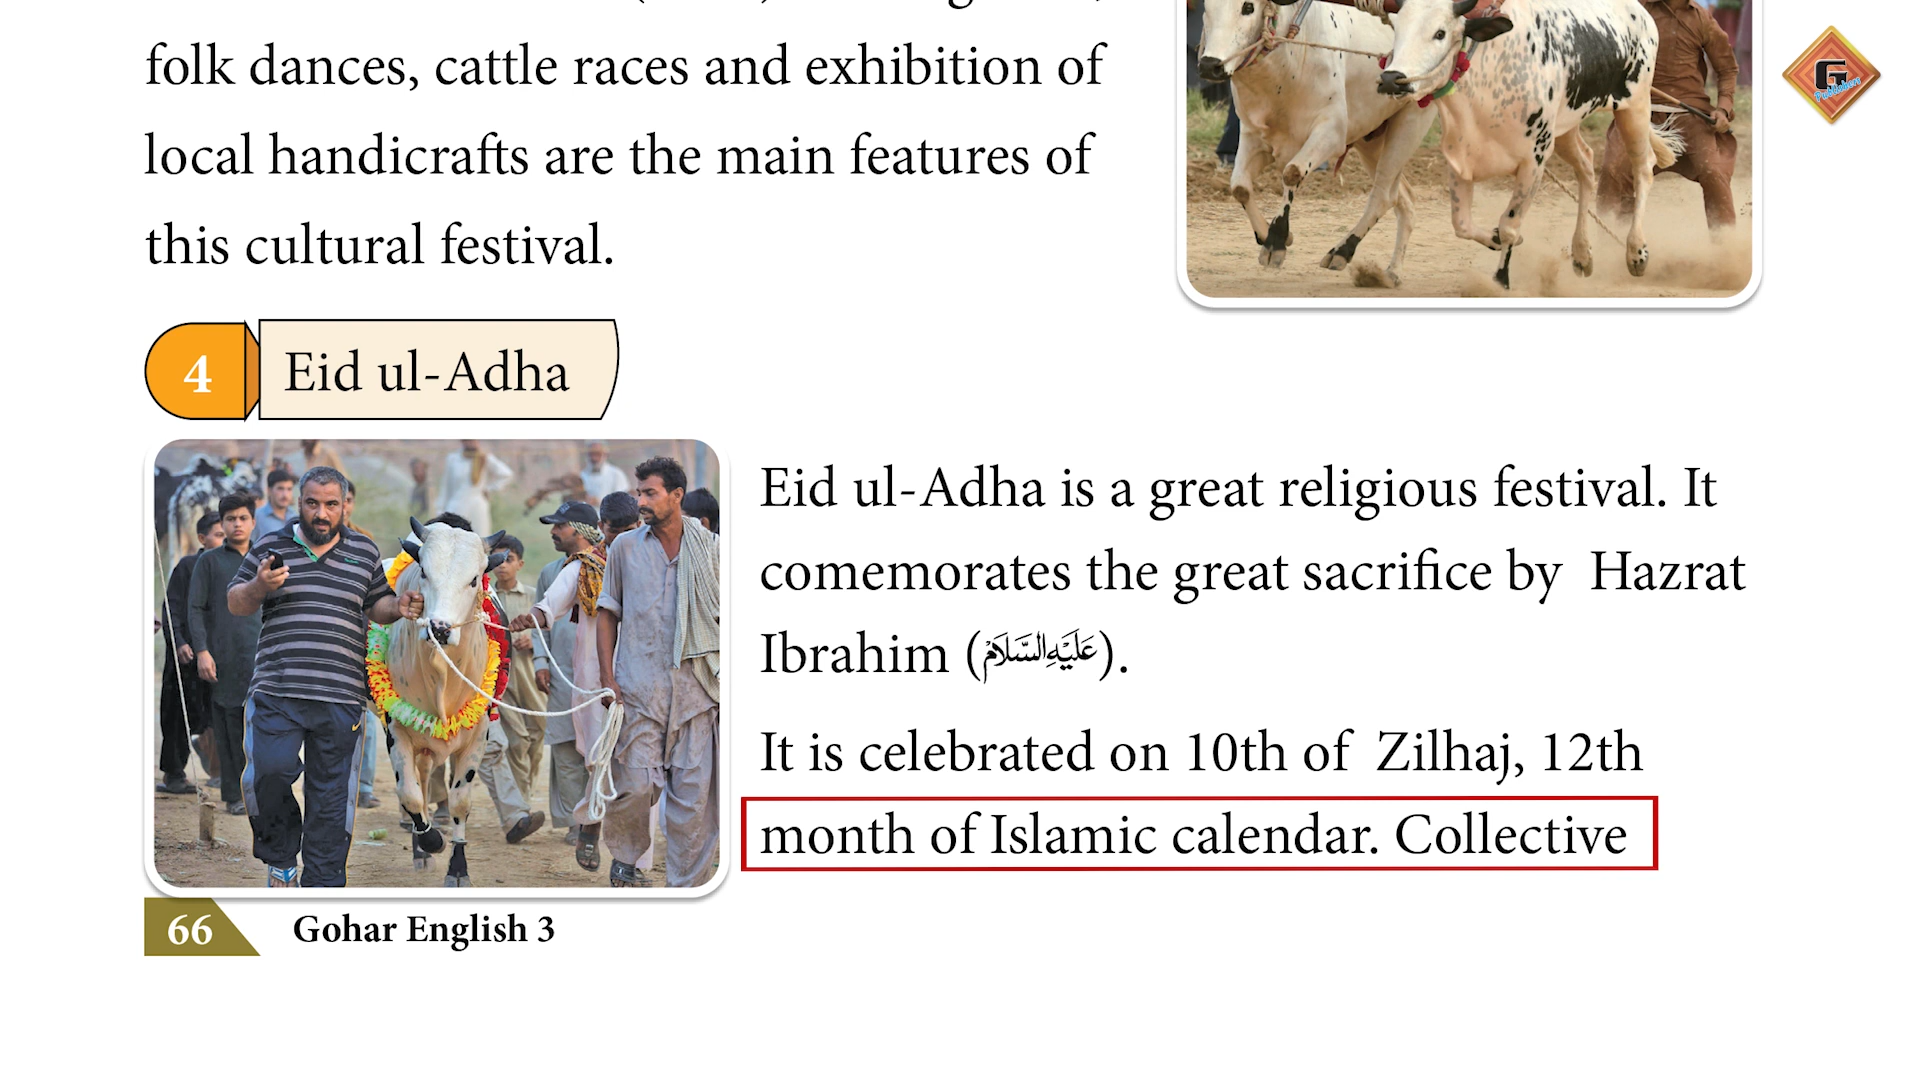 folk dances, cattle races and exhibition of
local handicrafts are the main features of
this cultural festival.
4 Eid ul-Adha
Eid ul-Adha is a great religious festival. It
comemorates the great sacrifice by Hazrat
Ibrahim (عَلَيْهِ السَّلَامُ).
It is celebrated on 10th of Zilhaj, 12th
month of Islamic calendar. Collective
66 Gohar English 3
G
Publishers